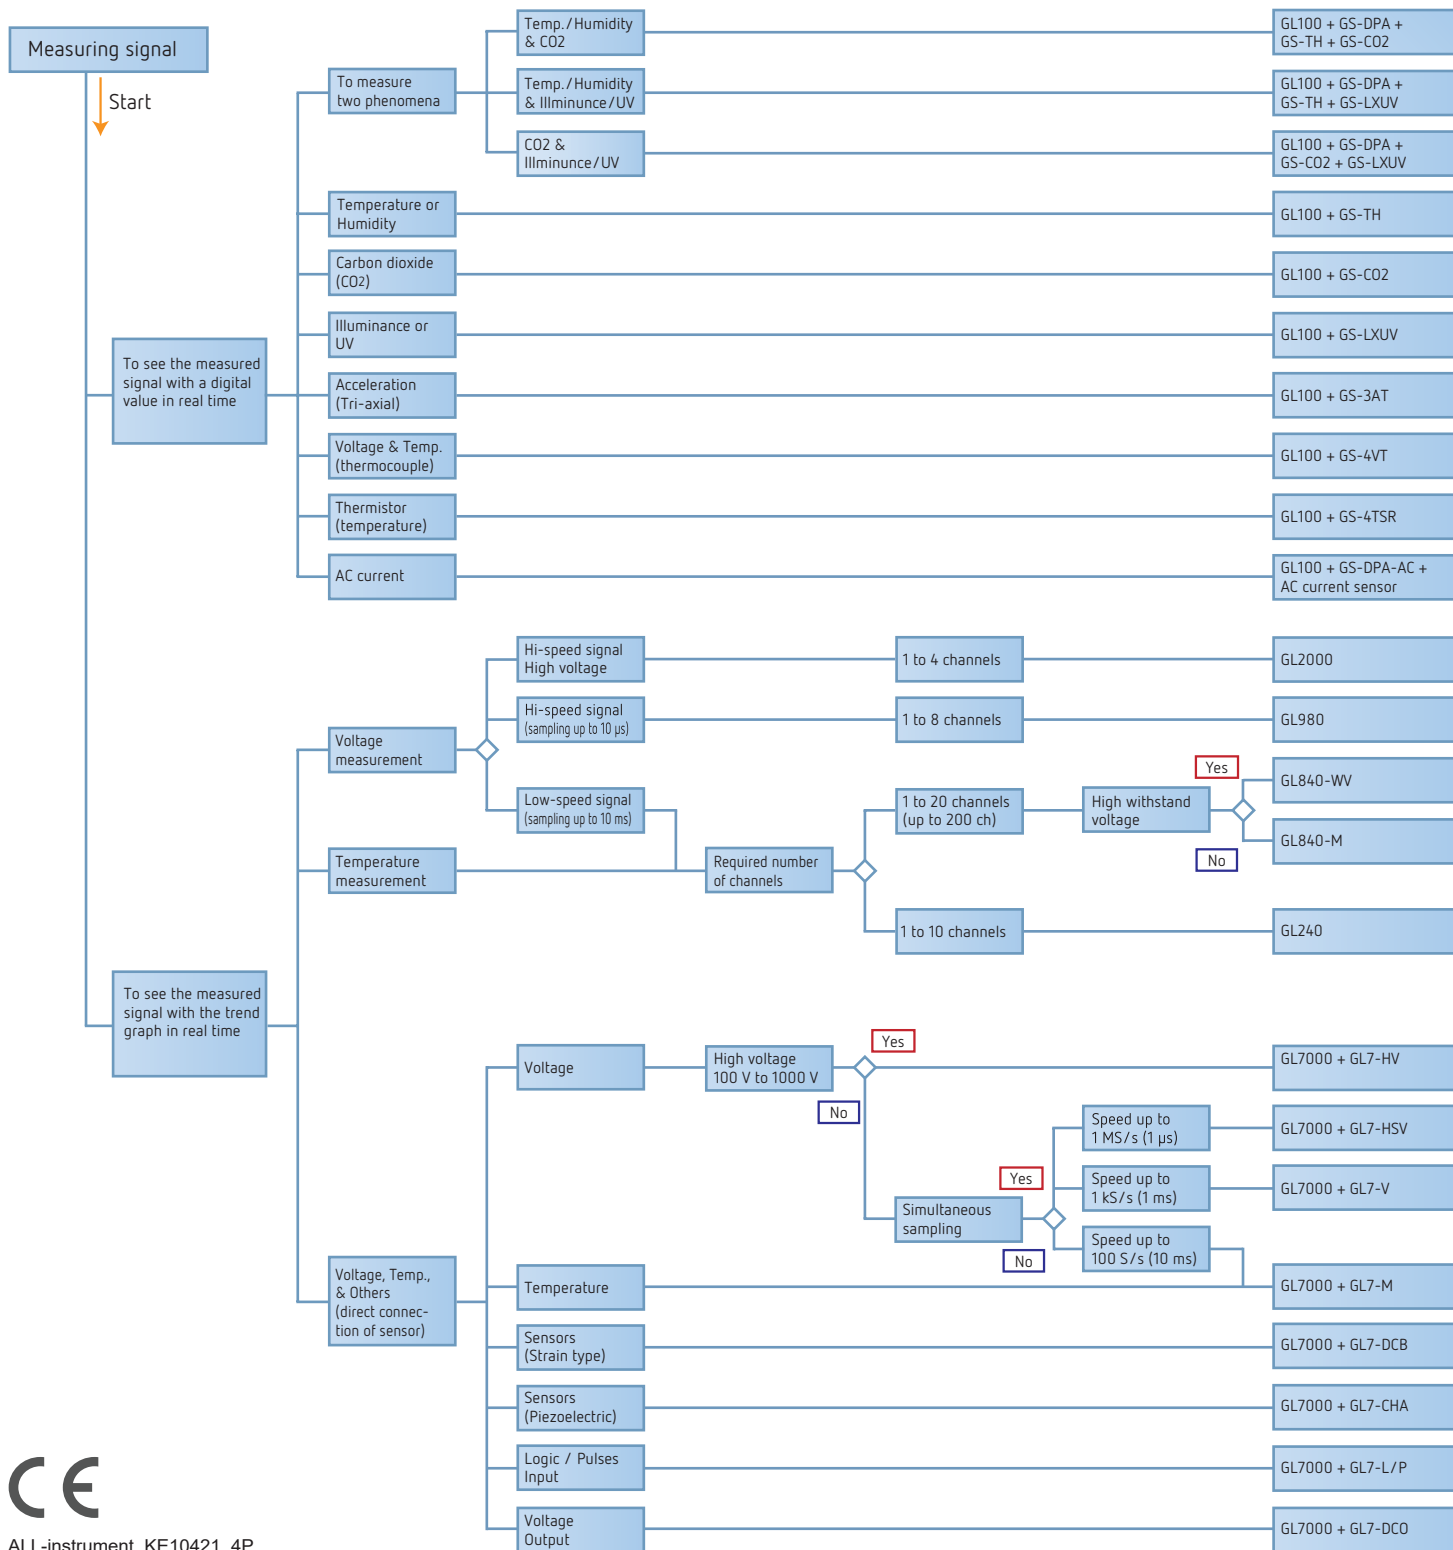 Measuring signal
Start
To see the measured
signal with a digital
value in real time
To measure
two phenomena
Temp./Humidity
& CO2
GL100 + GS-DPA +
GS-TH + GS-CO2
Temp./Humidity
& Illminunce/UV
GL100 + GS-DPA +
GS-TH + GS-LXUV
CO2 &
Illminunce/UV
GL100 + GS-DPA +
GS-CO2 + GS-LXUV
Temperature or
Humidity
GL100 + GS-TH
Carbon dioxide
(CO2)
GL100 + GS-CO2
Illuminance or
UV
GL100 + GS-LXUV
Acceleration
(Tri-axial)
GL100 + GS-3AT
Voltage & Temp.
(thermocouple)
GL100 + GS-4VT
Thermistor
(temperature)
GL100 + GS-4TSR
AC current
GL100 + GS-DPA-AC +
AC current sensor
To see the measured
signal with the trend
graph in real time
Voltage
measurement
Hi-speed signal
High voltage
1 to 4 channels
GL2000
Hi-speed signal
(sampling up to 10 µs)
1 to 8 channels
GL980
Low-speed signal
(sampling up to 10 ms)
Temperature
measurement
Required number
of channels
1 to 20 channels
(up to 200 ch)
High withstand
voltage
Yes
GL840-WV
No
GL840-M
1 to 10 channels
GL240
Voltage, Temp.,
& Others
(direct connec-
tion of sensor)
Voltage
High voltage
100 V to 1000 V
Yes
GL7000 + GL7-HV
No
Simultaneous
sampling
Yes
Speed up to
1 MS/s (1 µs)
GL7000 + GL7-HSV
Speed up to
1 kS/s (1 ms)
GL7000 + GL7-V
No
Speed up to
100 S/s (10 ms)
Temperature
GL7000 + GL7-M
Sensors
(Strain type)
GL7000 + GL7-DCB
Sensors
(Piezoelectric)
GL7000 + GL7-CHA
Logic / Pulses
Input
GL7000 + GL7-L/P
Voltage
Output
GL7000 + GL7-DCO
CE
ALL-instrument_KE10421_4P